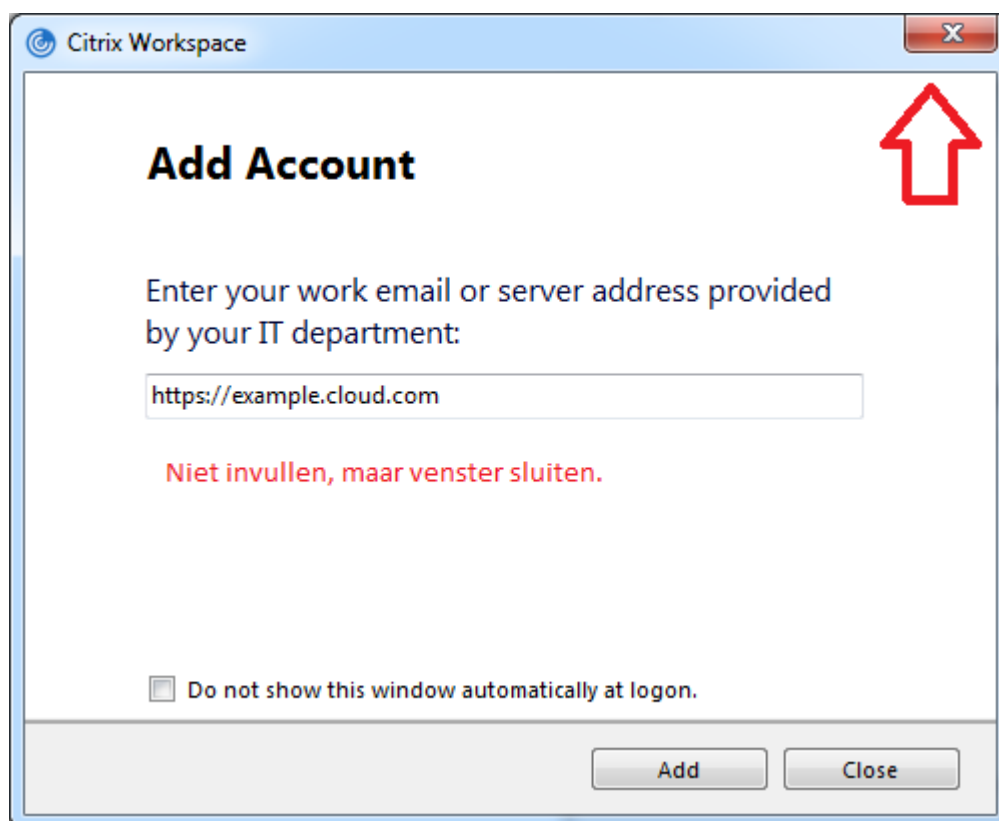 Citrix Workspace
Add Account
Enter your work email or server address provided
by your IT department:
https://example.cloud.com
Niet invullen, maar venster sluiten.
Do not show this window automatically at logon.
Add
Close